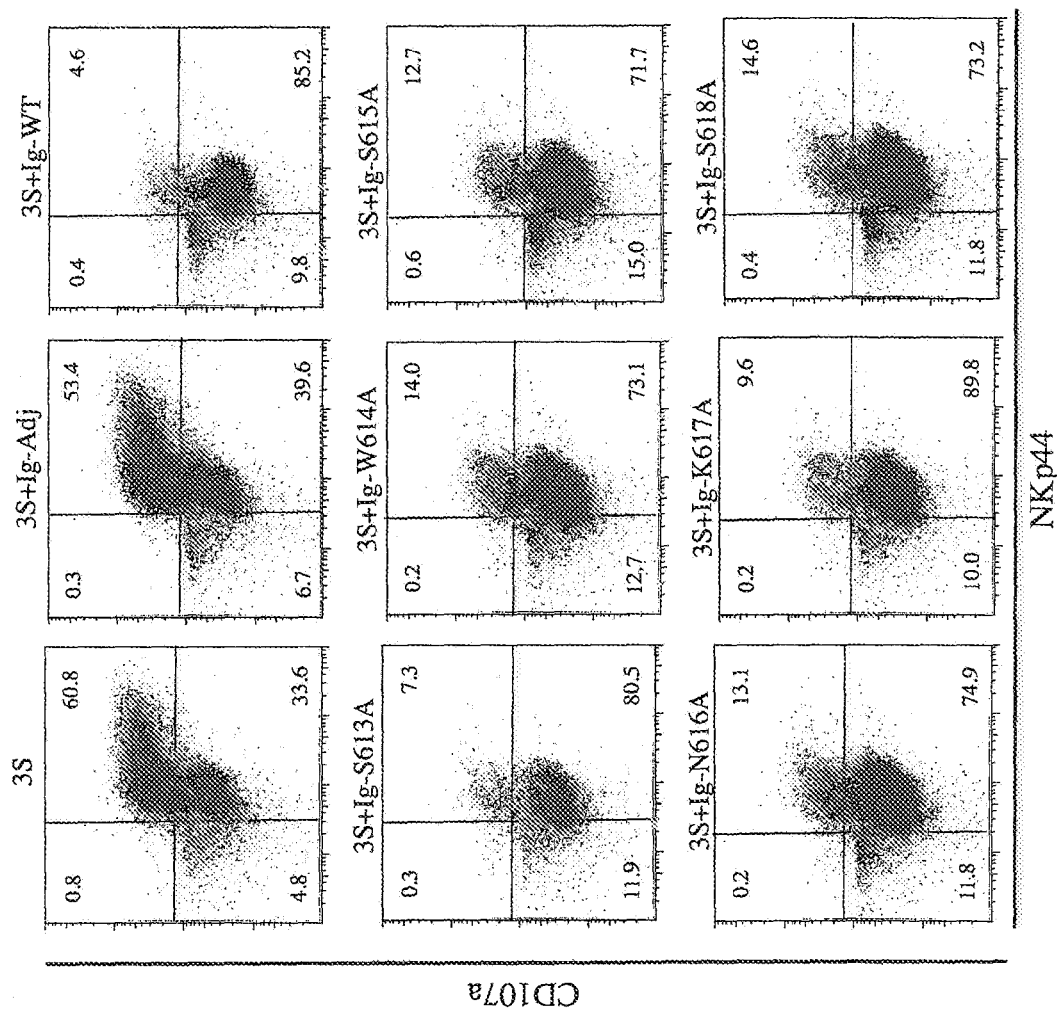 3S
3S+Ig-Adj
3S+Ig-WT
0.8 60.8
0.3 53.4
0.4 4.6
4.8 33.6
6.7 39.6
9.8 85.2
3S+Ig-S613A
3S+Ig-W614A
3S+Ig-S615A
0.3 7.3
0.2 14.0
0.6 12.7
11.9 80.5
12.7 73.1
15.0 71.7
3S+Ig-N616A
3S+Ig-K617A
3S+Ig-S618A
0.2 13.1
0.2 9.6
0.4 14.6
11.8 74.9
10.0 89.8
11.8 73.2
CD107a
NKp44